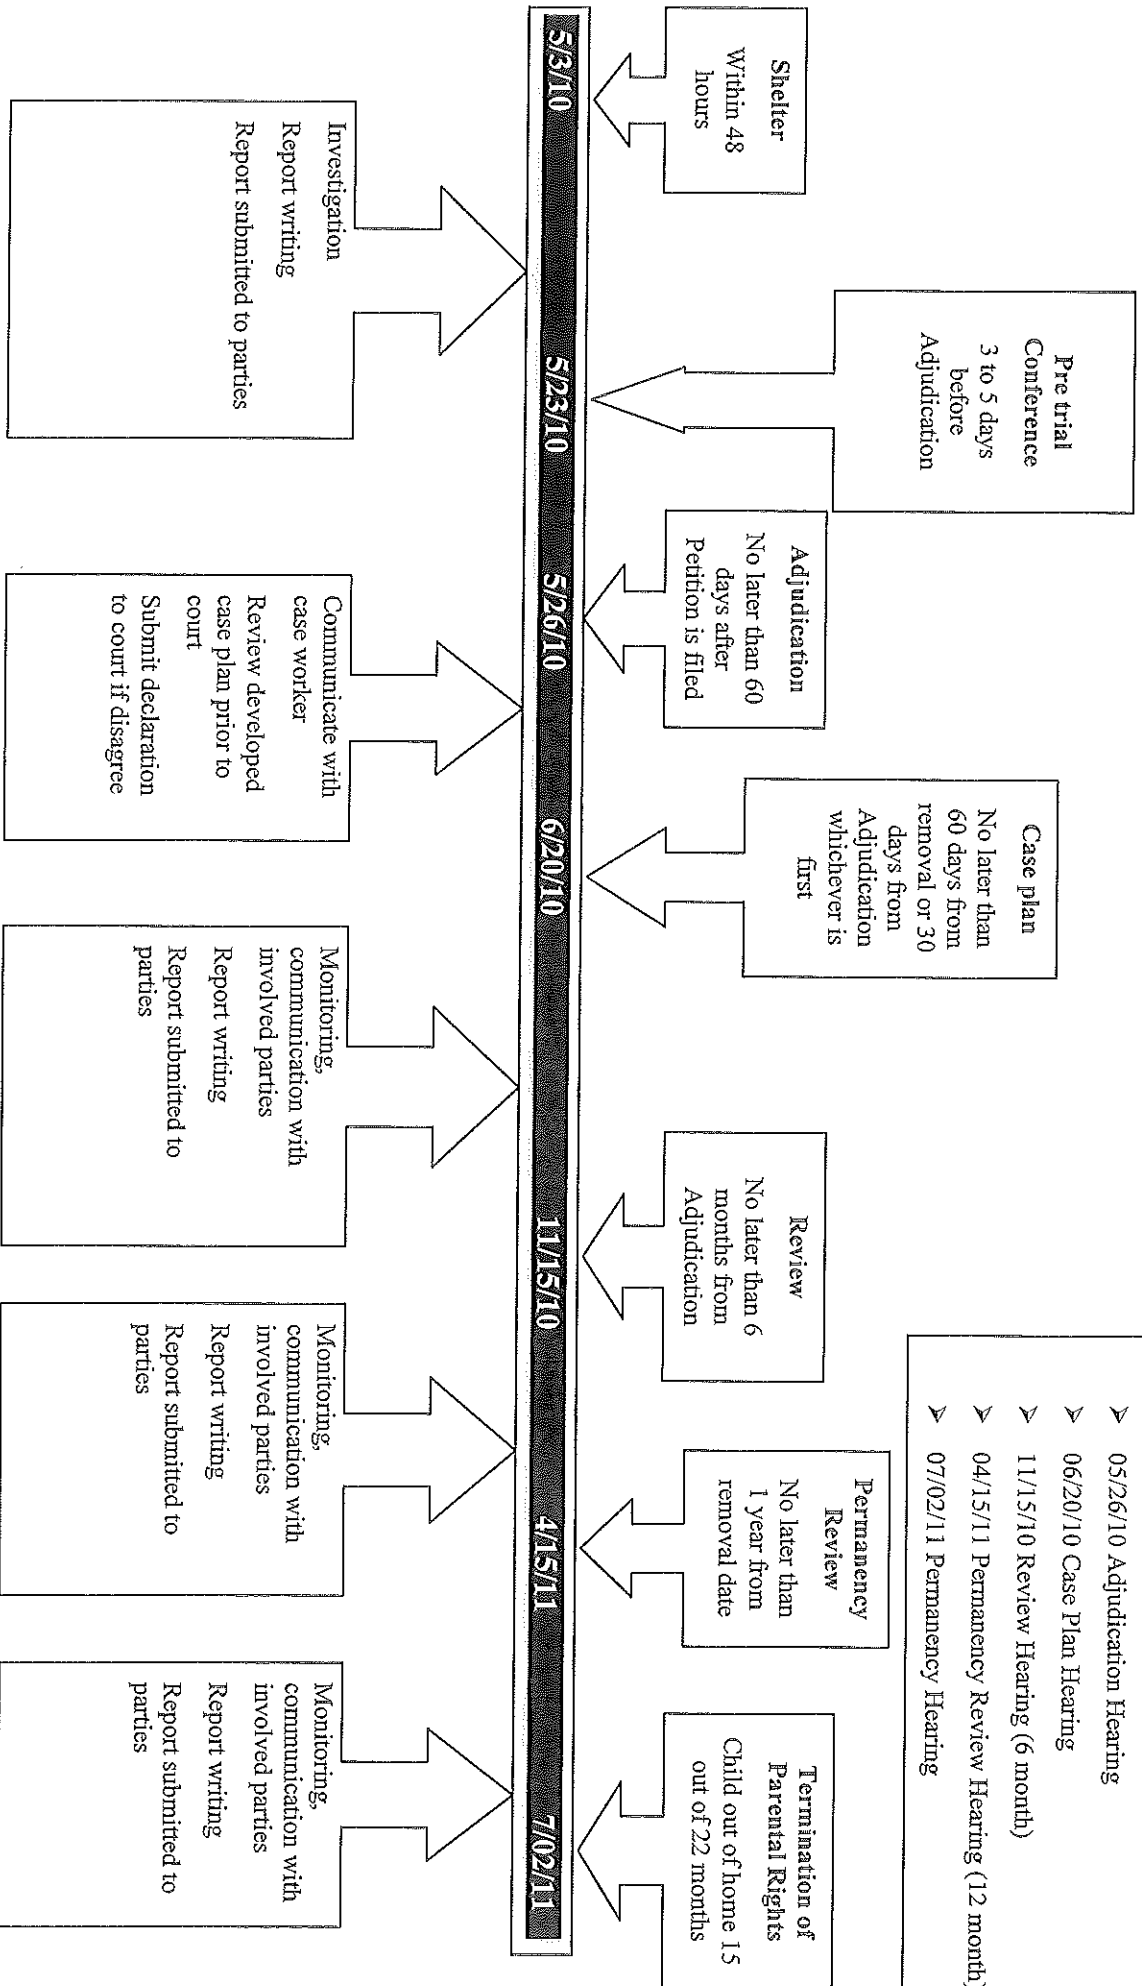 05/26/10 Adjudication Hearing
06/20/10 Case Plan Hearing
11/15/10 Review Hearing (6 month)
04/15/11 Permanency Review Hearing (12 month)
07/02/11 Permanency Hearing
Shelter
Within 48
hours
Pre trial
Conference
3 to 5 days
before
Adjudication
Adjudication
No later than 60
days after
Petition is filed
Case plan
No later than
60 days from
removal or 30
days from
Adjudication
whichever is
first
Review
No later than 6
months from
Adjudication
Permanency
Review
No later than
1 year from
removal date
Termination of
Parental Rights
Child out of home 15
out of 22 months
5/3/10
5/23/10
5/26/10
6/20/10
11/15/10
4/15/11
7/02/11
Investigation
Report writing
Report submitted to parties
Communicate with
case worker
Review developed
case plan prior to
court
Submit declaration
to court if disagree
Monitoring,
communication with
involved parties
Report writing
Report submitted to
parties
Monitoring,
communication with
involved parties
Report writing
Report submitted to
parties
Monitoring,
communication with
involved parties
Report writing
Report submitted to
parties